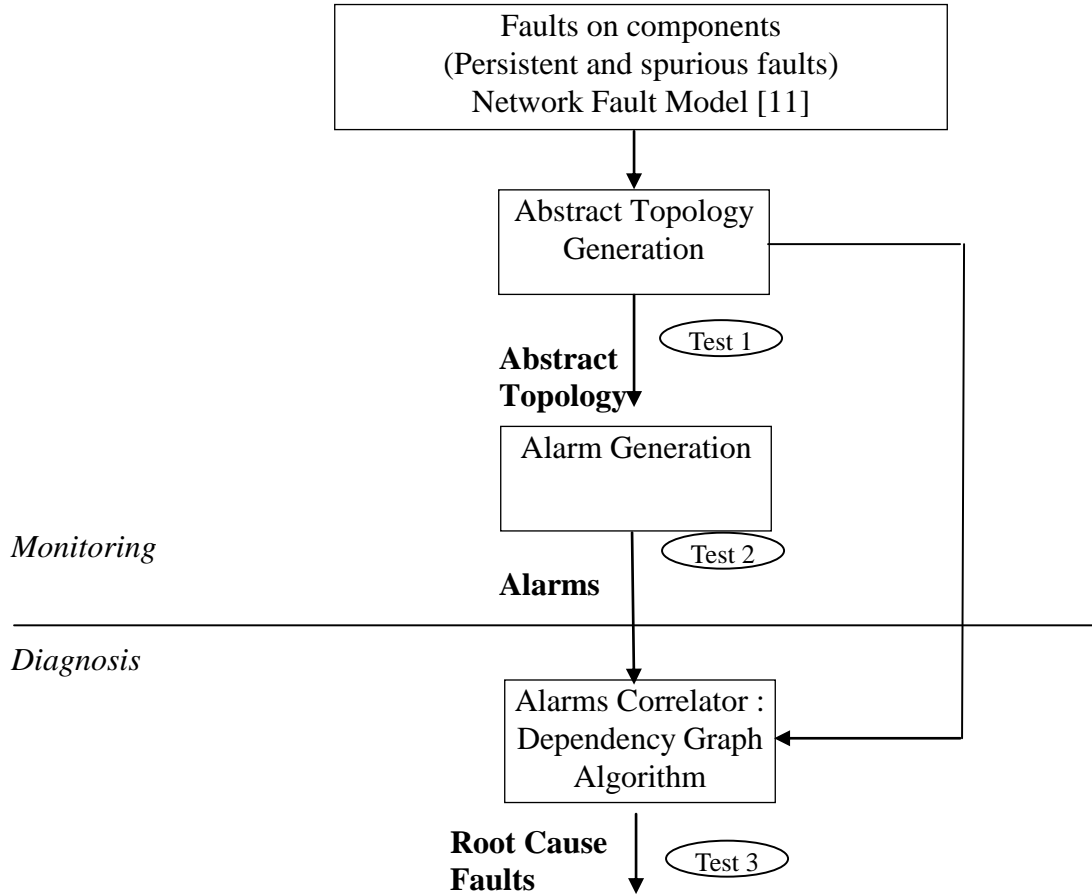 Faults on components
(Persistent and spurious faults)
Network Fault Model [11]
Abstract Topology
Generation
Test 1
Abstract
Topology
Alarm Generation
Monitoring
Test 2
Alarms
Diagnosis
Alarms Correlator :
Dependency Graph
Algorithm
Root Cause
Faults
Test 3